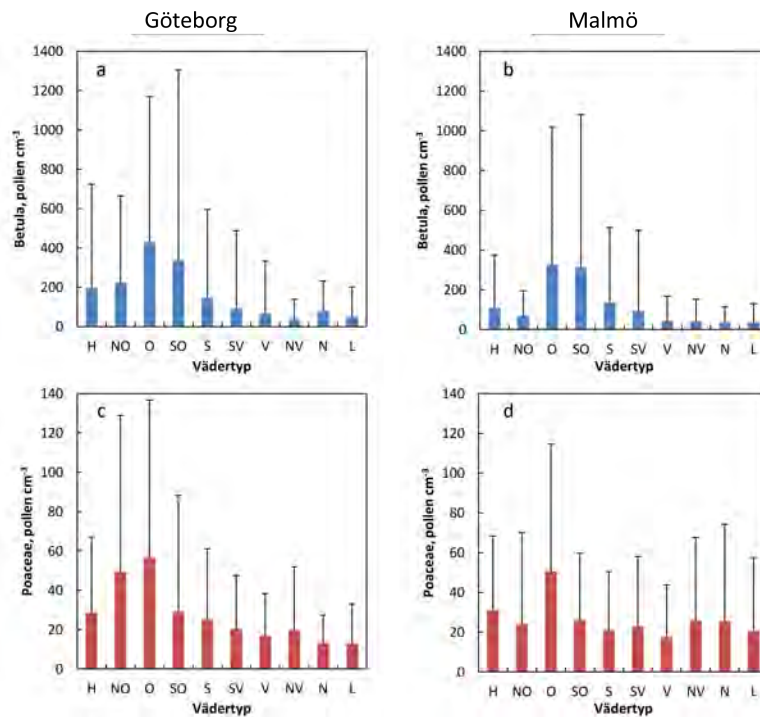 Göteborg
Malmö
a
Betula, pollen cm-3
1400
1200
1000
800
600
400
200
0
H NO O SO S SV V NV N L
Vädertyp
b
Betula, pollen cm-3
1400
1200
1000
800
600
400
200
0
H NO O SO S SV V NV N L
Vädertyp
c
Poaceae, pollen cm-3
140
120
100
80
60
40
20
0
H NO O SO S SV V NV N L
Vädertyp
d
Poaceae, pollen cm-3
140
120
100
80
60
40
20
0
H NO O SO S SV V NV N L
Vädertyp